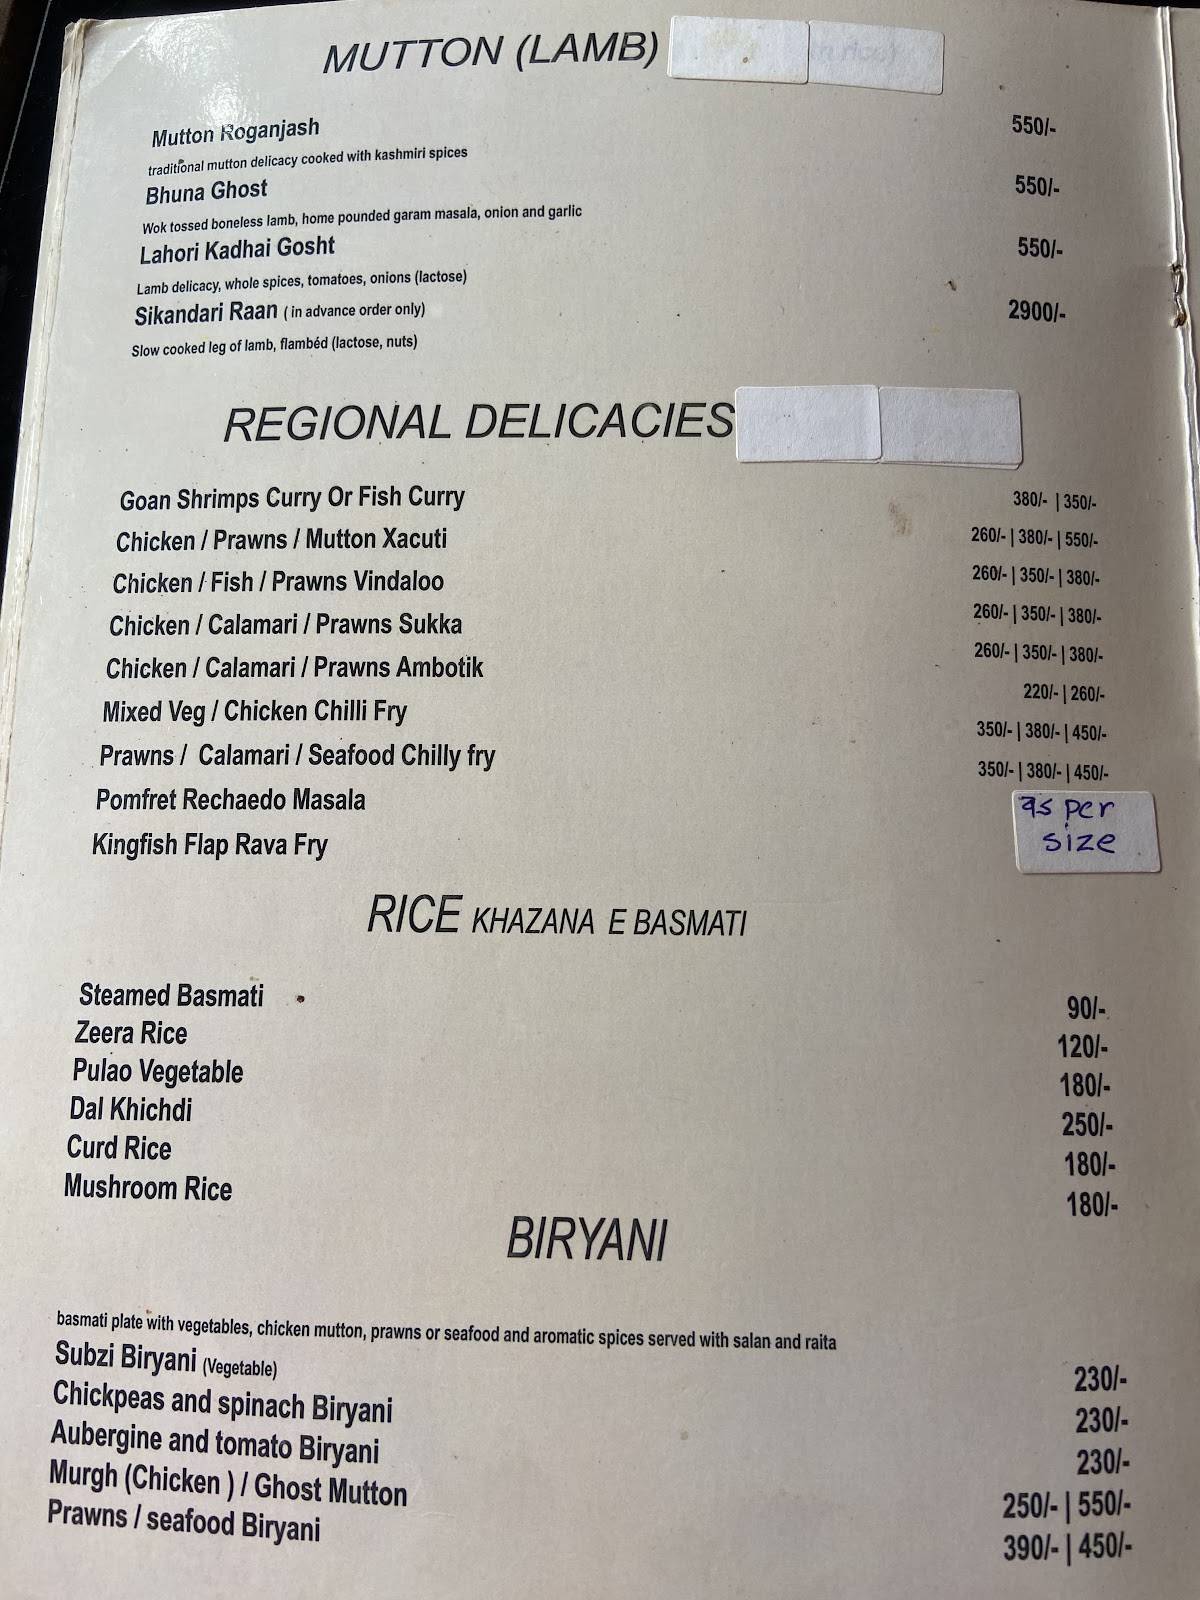 MUTTON (LAMB)
Mutton Roganjash 550/-
traditional mutton delicacy cooked with kashmiri spices
Bhuna Ghost 550/-
Wok tossed boneless lamb, home pounded garam masala, onion and garlic
Lahori Kadhai Gosht 550/-
Lamb delicacy, whole spices, tomatoes, onions (lactose)
Sikandari Raan ( in advance order only) 2900/-
Slow cooked leg of lamb, flambéd (lactose, nuts)
REGIONAL DELICACIES
Goan Shrimps Curry Or Fish Curry 380/- | 350/-
Chicken / Prawns / Mutton Xacuti 260/- | 380/- | 550/-
Chicken / Fish / Prawns Vindaloo 260/- | 350/- | 380/-
Chicken / Calamari / Prawns Sukka 260/- | 350/- | 380/-
Chicken / Calamari / Prawns Ambotik 260/- | 350/- | 380/-
Mixed Veg / Chicken Chilli Fry 220/- | 260/-
Prawns / Calamari / Seafood Chilly fry 350/- | 380/- | 450/-
Pomfret Rechaedo Masala 350/- | 380/- | 450/-
Kingfish Flap Rava Fry as per
size
RICE KHAZANA E BASMATI
Steamed Basmati 90/-
Zeera Rice 120/-
Pulao Vegetable 180/-
Dal Khichdi 250/-
Curd Rice 180/-
Mushroom Rice 180/-
BIRYANI
basmati plate with vegetables, chicken mutton, prawns or seafood and aromatic spices served with salan and raita
Subzi Biryani (Vegetable) 230/-
Chickpeas and spinach Biryani 230/-
Aubergine and tomato Biryani 230/-
Murgh (Chicken ) / Ghost Mutton 250/- | 550/-
Prawns / seafood Biryani 390/- | 450/-